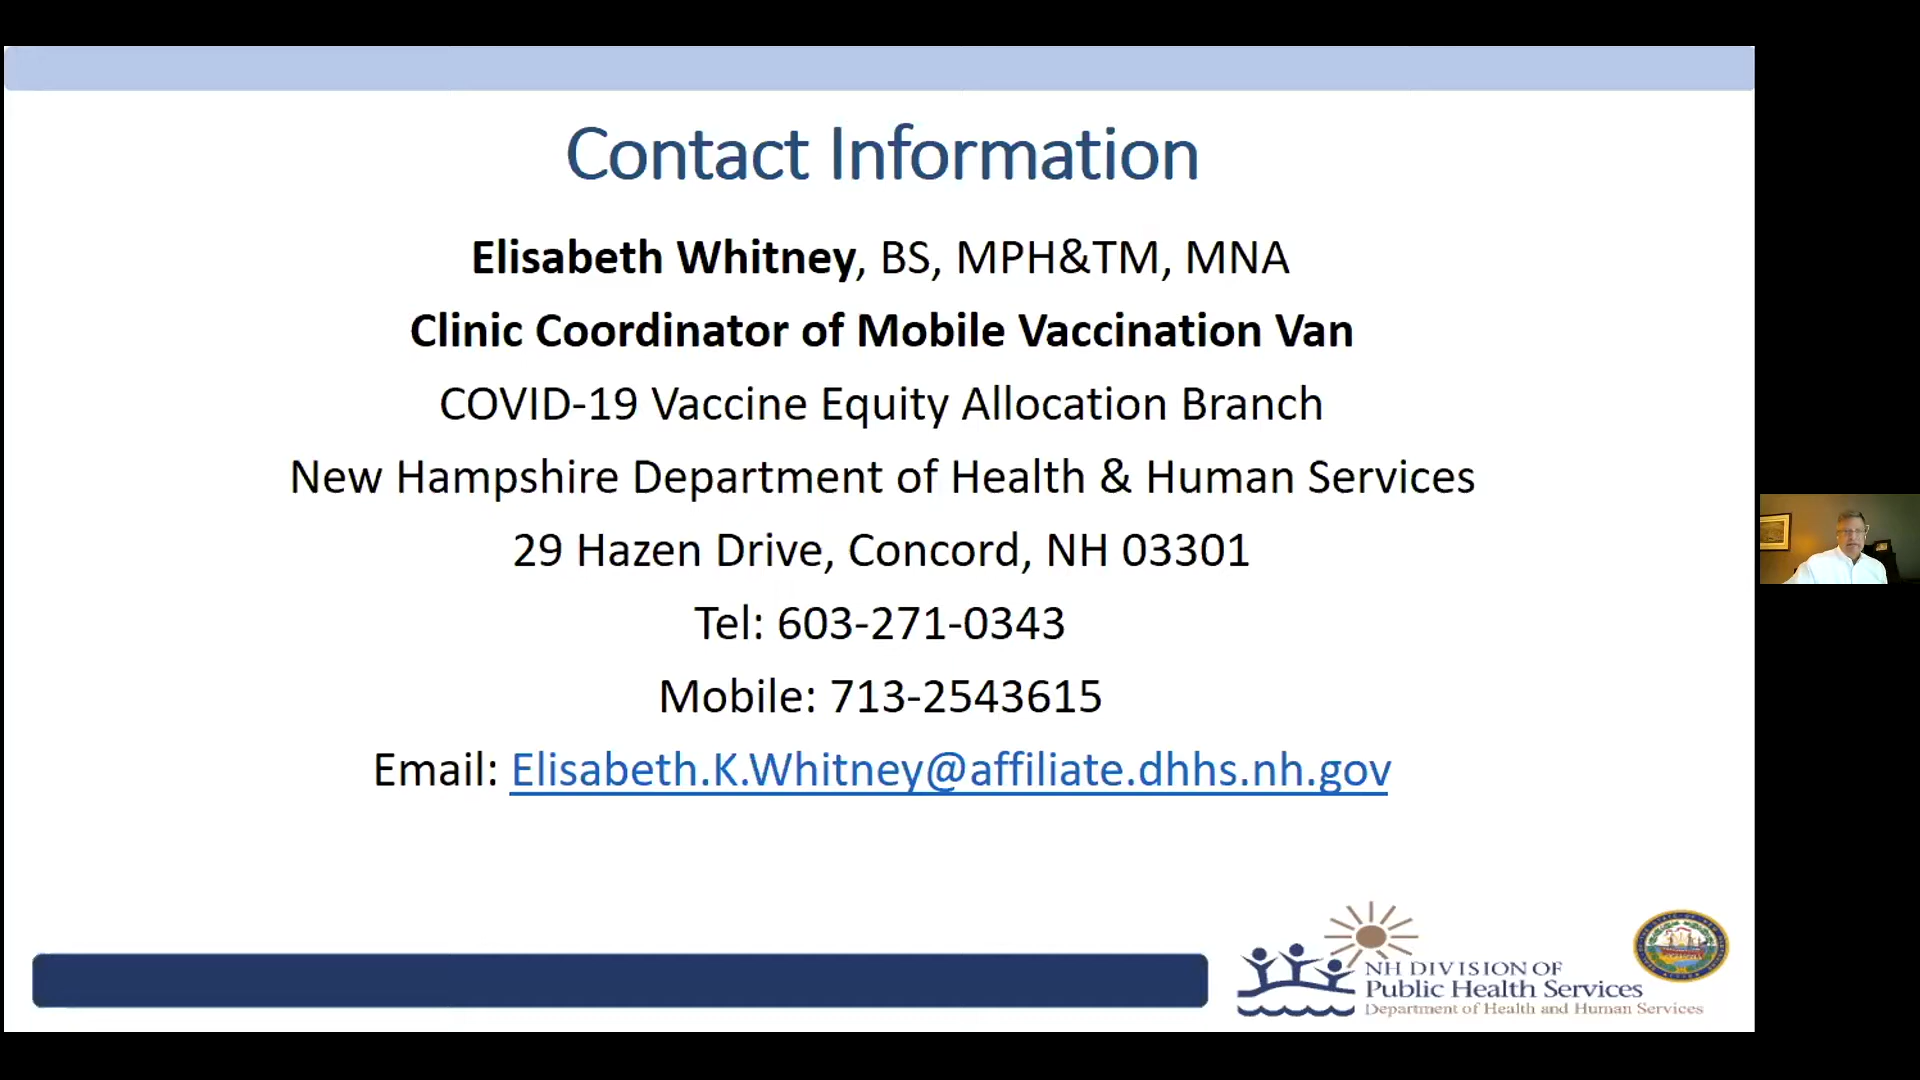 Contact Information
Elisabeth Whitney, BS, MPH&TM, MNA
Clinic Coordinator of Mobile Vaccination Van
COVID-19 Vaccine Equity Allocation Branch
New Hampshire Department of Health & Human Services
29 Hazen Drive, Concord, NH 03301
Tel: 603-271-0343
Mobile: 713-2543615
Email: Elisabeth.K.Whitney@affiliate.dhhs.nh.gov
NH DIVISION OF
Public Health Services
Department of Health and Human Services